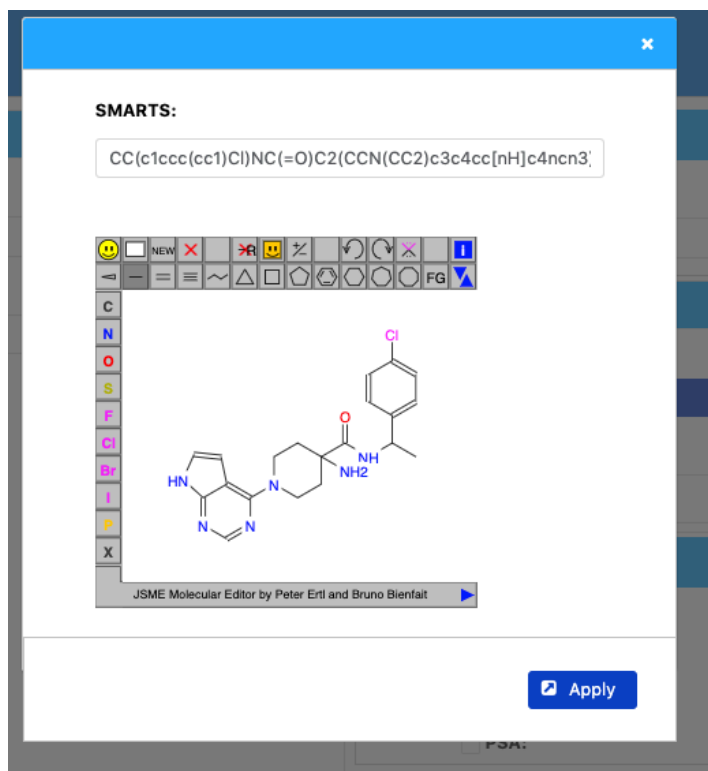 ×
SMARTS:
CC(c1ccc(cc1)Cl)NC(=O)C2(CCN(CC2)c3c4cc[nH]c4ncn3)
NEW R +/-
FG
C
N
O
S
F
Cl
Br
I
P
X
Cl
O
NH
NH2
N
HN
N
N
JSME Molecular Editor by Peter Ertl and Bruno Bienfait
Apply
PSA: